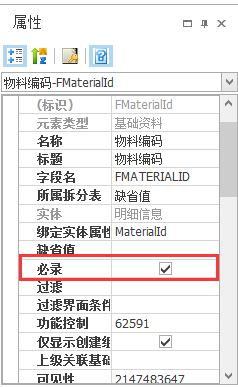 属性
物料编码-FMaterialId
(标识) FMaterialId
元素类型 基础资料
名称 物料编码
标题 物料编码
字段名 FMATERIALID
所属拆分表 缺省值
实体 明细信息
绑定实体属性 MaterialId
缺省值
必录
过滤
过滤界面条件
功能控制 62591
仅显示创建组
上级关联基础
可见性 2147483647